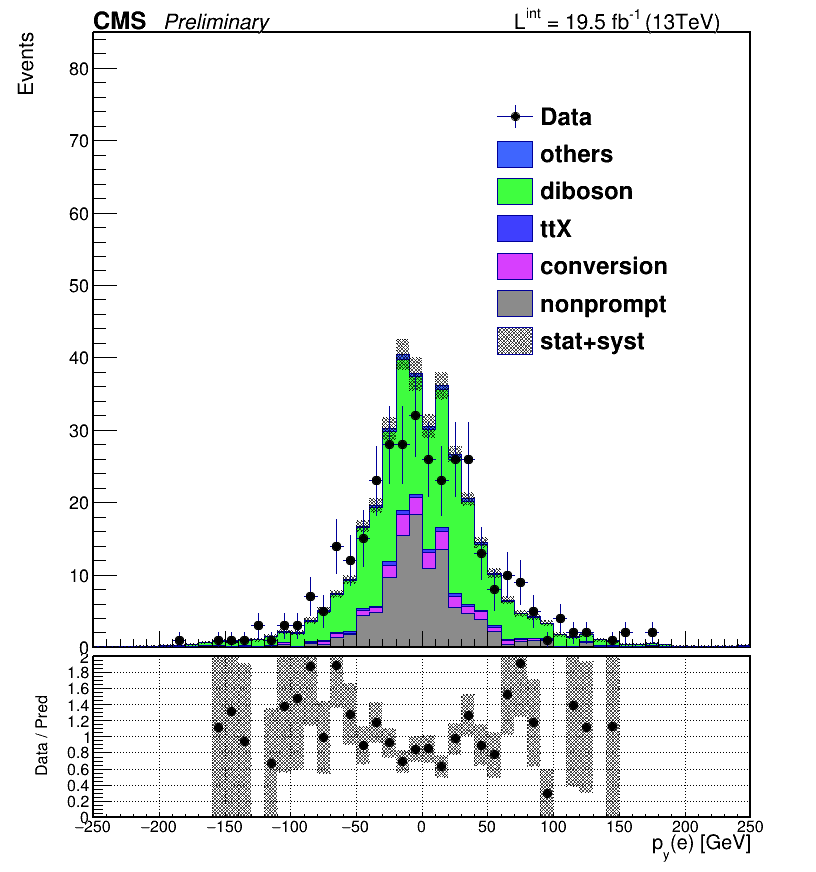 CMS Preliminary L^int = 19.5 fb^-1 (13TeV)
Events
80
70
60
50
40
30
20
10
0
Data
others
diboson
ttX
conversion
nonprompt
stat+syst
Data / Pred
2
1.8
1.6
1.4
1.2
1
0.8
0.6
0.4
0.2
0
−250 −200 −150 −100 −50 0 50 100 150 200 250
p_y(e) [GeV]